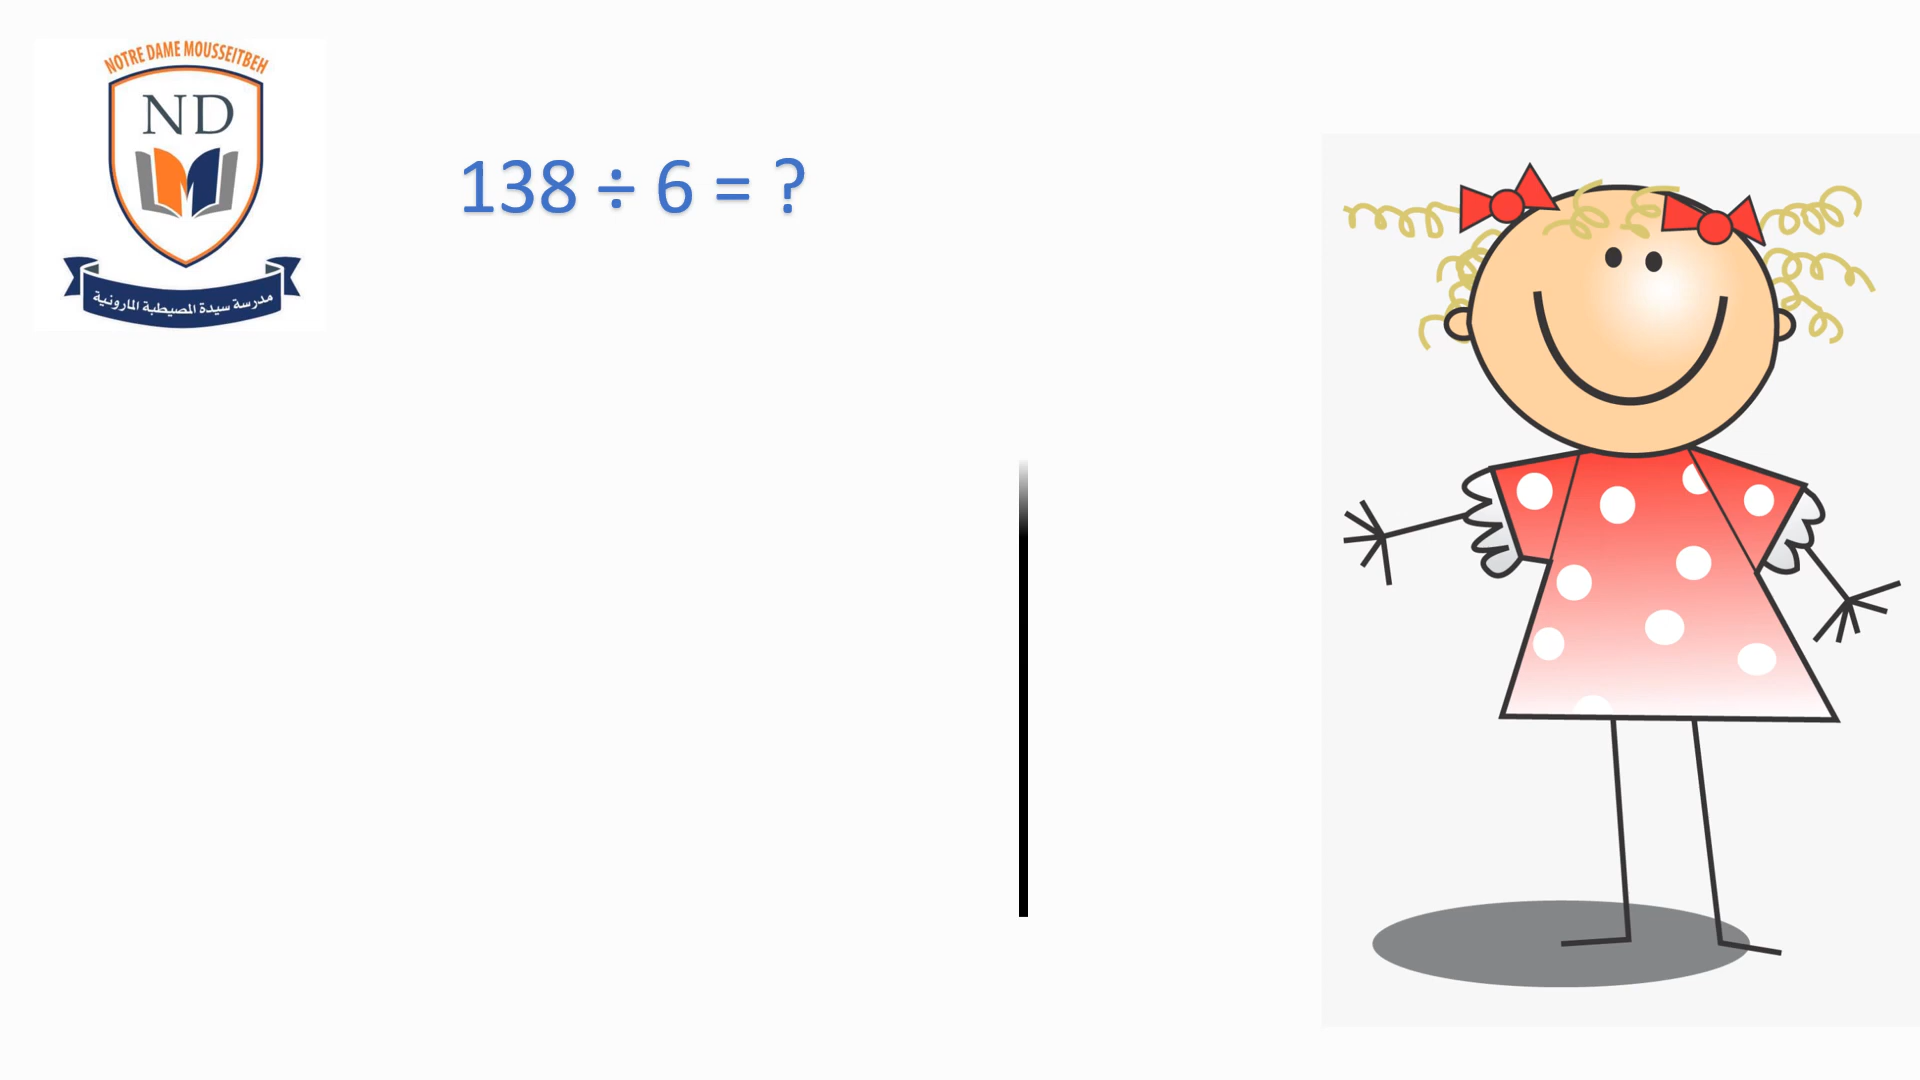 NOTRE DAME MOUSSEITBEH
ND
مدرسة سيدة المصيطبة المارونية
138 ÷ 6 = ?